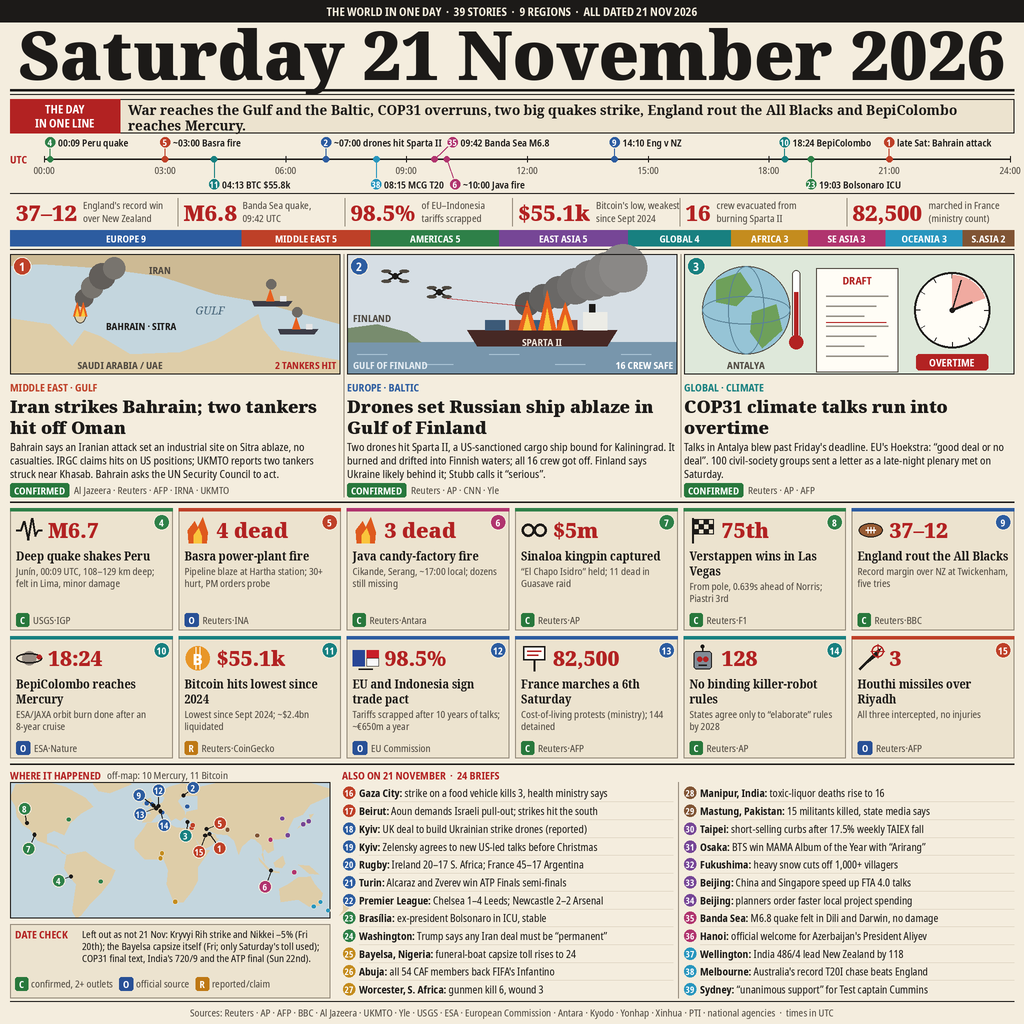 THE WORLD IN ONE DAY · 39 STORIES · 9 REGIONS · ALL DATED 21 NOV 2026
Saturday 21 November 2026
THE DAY
IN ONE LINE
War reaches the Gulf and the Baltic, COP31 overruns, two big quakes strike, England rout the All Blacks and BepiColombo
reaches Mercury.
4 00:09 Peru quake
5 ~03:00 Basra fire
2 ~07:00 drones hit Sparta II
35 09:42 Banda Sea M6.8
9 14:10 Eng v NZ
10 18:24 BepiColombo
1 late Sat: Bahrain attack
UTC
00:00 03:00 06:00 09:00 12:00 15:00 18:00 21:00 24:00
11 04:13 BTC $55.8k
38 08:15 MCG T20
6 ~10:00 Java fire
23 19:03 Bolsonaro ICU
37–12 England's record win
over New Zealand
M6.8 Banda Sea quake,
09:42 UTC
98.5% of EU–Indonesia
tariffs scrapped
$55.1k Bitcoin's low, weakest
since Sept 2024
16 crew evacuated from
burning Sparta II
82,500 marched in France
(ministry count)
EUROPE 9 MIDDLE EAST 5 AMERICAS 5 EAST ASIA 5 GLOBAL 4 AFRICA 3 SE ASIA 3 OCEANIA 3 S.ASIA 2
1
IRAN
GULF
BAHRAIN · SITRA
SAUDI ARABIA / UAE
2 TANKERS HIT
MIDDLE EAST · GULF
Iran strikes Bahrain; two tankers
hit off Oman
Bahrain says an Iranian attack set an industrial site on Sitra ablaze, no
casualties. IRGC claims hits on US positions; UKMTO reports two tankers
struck near Khasab. Bahrain asks the UN Security Council to act.
CONFIRMED Al Jazeera · Reuters · AFP · IRNA · UKMTO
2
FINLAND
SPARTA II
GULF OF FINLAND
16 CREW SAFE
EUROPE · BALTIC
Drones set Russian ship ablaze in
Gulf of Finland
Two drones hit Sparta II, a US-sanctioned cargo ship bound for Kaliningrad. It
burned and drifted into Finnish waters; all 16 crew got off. Finland says
Ukraine likely behind it; Stubb calls it “serious”.
CONFIRMED Reuters · AP · CNN · Yle
3
DRAFT
ANTALYA
OVERTIME
GLOBAL · CLIMATE
COP31 climate talks run into
overtime
Talks in Antalya blew past Friday's deadline. EU's Hoekstra: “good deal or no
deal”. 100 civil-society groups sent a letter as a late-night plenary met on
Saturday.
CONFIRMED Reuters · AP · AFP
M6.7 4
Deep quake shakes Peru
Junín, 00:09 UTC, 108–129 km deep;
felt in Lima, minor damage
C USGS·IGP
4 dead 5
Basra power-plant fire
Pipeline blaze at Hartha station; 30+
hurt, PM orders probe
O Reuters·INA
3 dead 6
Java candy-factory fire
Cikande, Serang, ~17:00 local; dozens
still missing
C Reuters·Antara
$5m 7
Sinaloa kingpin captured
“El Chapo Isidro” held; 11 dead in
Guasave raid
C Reuters·AP
75th 8
Verstappen wins in Las
Vegas
From pole, 0.639s ahead of Norris;
Piastri 3rd
C Reuters·F1
37–12 9
England rout the All Blacks
Record margin over NZ at Twickenham,
five tries
C Reuters·BBC
18:24 10
BepiColombo reaches
Mercury
ESA/JAXA orbit burn done after an
8-year cruise
O ESA·Nature
$55.1k 11
Bitcoin hits lowest since
2024
Lowest since Sept 2024; ~$2.4bn
liquidated
R Reuters·CoinGecko
98.5% 12
EU and Indonesia sign
trade pact
Tariffs scrapped after 10 years of talks;
~€650m a year
O EU Commission
82,500 13
France marches a 6th
Saturday
Cost-of-living protests (ministry); 144
detained
C Reuters·AFP
128 14
No binding killer-robot
rules
States agree only to “elaborate” rules
by 2028
C Reuters·AP
3 15
Houthi missiles over
Riyadh
All three intercepted, no injuries
O Reuters·AFP
WHERE IT HAPPENED off-map: 10 Mercury, 11 Bitcoin
8 7 4 9 12 2 13 14 3 5 15 1 6
DATE CHECK Left out as not 21 Nov: Kryvyi Rih strike and Nikkei –5% (Fri
20th); the Bayelsa capsize itself (Fri; only Saturday's toll used);
COP31 final text, India's 720/9 and the ATP final (Sun 22nd).
C confirmed, 2+ outlets O official source R reported/claim
ALSO ON 21 NOVEMBER · 24 BRIEFS
16 Gaza City: strike on a food vehicle kills 3, health ministry says
17 Beirut: Aoun demands Israeli pull-out; strikes hit the south
18 Kyiv: UK deal to build Ukrainian strike drones (reported)
19 Kyiv: Zelensky agrees to new US-led talks before Christmas
20 Rugby: Ireland 20–17 S. Africa; France 45–17 Argentina
21 Turin: Alcaraz and Zverev win ATP Finals semi-finals
22 Premier League: Chelsea 1–4 Leeds; Newcastle 2–2 Arsenal
23 Brasília: ex-president Bolsonaro in ICU, stable
24 Washington: Trump says any Iran deal must be “permanent”
25 Bayelsa, Nigeria: funeral-boat capsize toll rises to 24
26 Abuja: all 54 CAF members back FIFA's Infantino
27 Worcester, S. Africa: gunmen kill 6, wound 3
28 Manipur, India: toxic-liquor deaths rise to 16
29 Mastung, Pakistan: 15 militants killed, state media says
30 Taipei: short-selling curbs after 17.5% weekly TAIEX fall
31 Osaka: BTS win MAMA Album of the Year with “Arirang”
32 Fukushima: heavy snow cuts off 1,000+ villagers
33 Beijing: China and Singapore speed up FTA 4.0 talks
34 Beijing: planners order faster local project spending
35 Banda Sea: M6.8 quake felt in Dili and Darwin, no damage
36 Hanoi: official welcome for Azerbaijan's President Aliyev
37 Wellington: India 486/4 lead New Zealand by 118
38 Melbourne: Australia's record T20I chase beats England
39 Sydney: “unanimous support” for Test captain Cummins
Sources: Reuters · AP · AFP · BBC · Al Jazeera · UKMTO · Yle · USGS · ESA · European Commission · Antara · Kyodo · Yonhap · Xinhua · PTI · national agencies · times in UTC